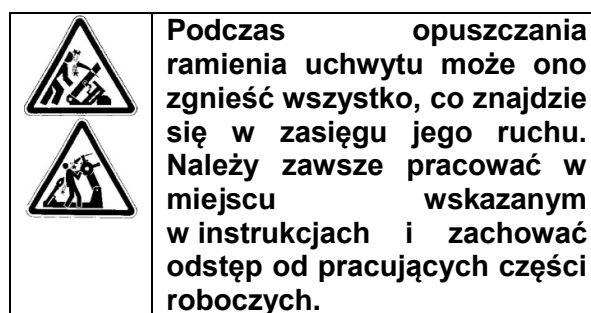 Podczas opuszczania
ramienia uchwytu może ono
zgnieść wszystko, co znajdzie
się w zasięgu jego ruchu.
Należy zawsze pracować w
miejscu wskazanym
w instrukcjach i zachować
odstęp od pracujących części
roboczych.